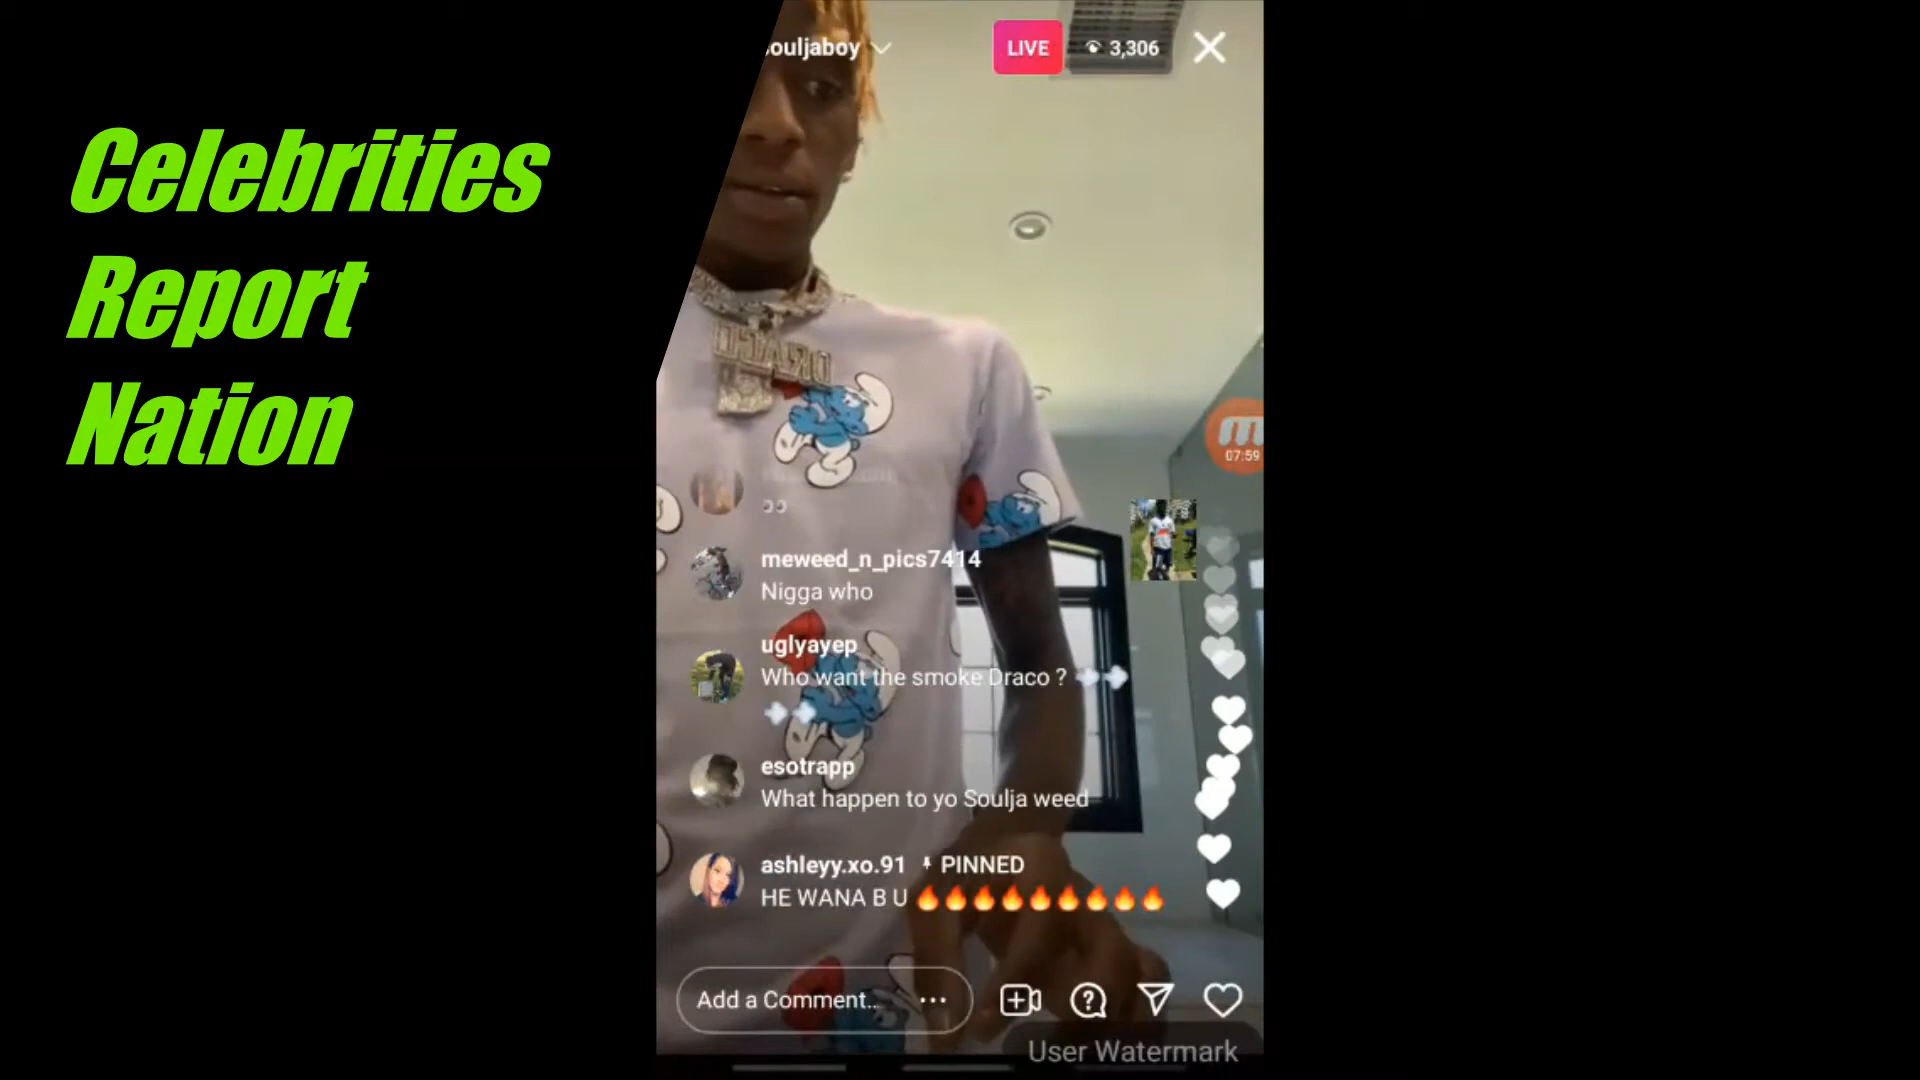 Celebrities
Report
Nation
souljaboy
LIVE
3,306
07:59
meweed_n_pics7414
Nigga who
uglyayep
Who want the smoke Draco ?
esotrapp
What happen to yo Soulja weed
ashleyy.xo.91 PINNED
HE WANA B U 🔥🔥🔥🔥🔥🔥🔥🔥🔥
Add a Comment..
User Watermark